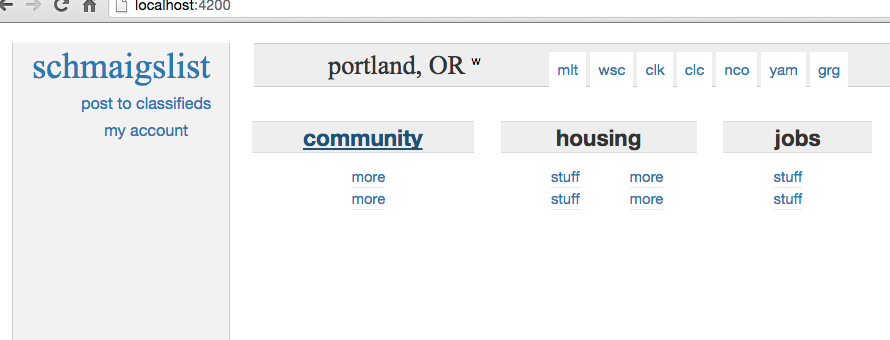 localhost:4200
schmaigslist
post to classifieds
my account
portland, OR w mlt wsc clk clc nco yam grg
community housing jobs
more stuff more stuff
more stuff more stuff